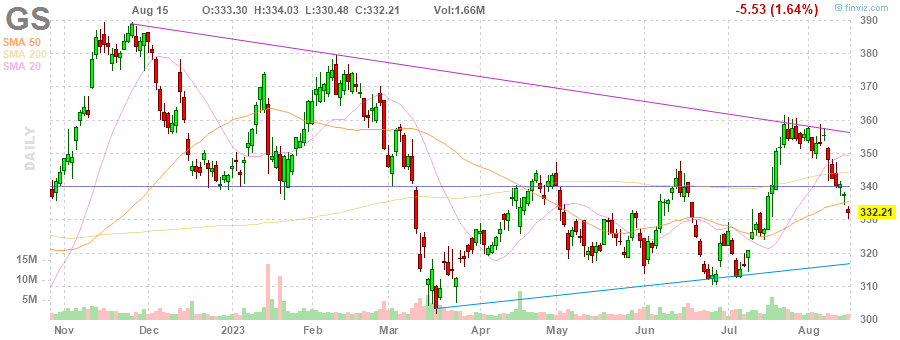 GS Aug 15 O:333.30 H:334.03 L:330.48 C:332.21 Vol:1.66M -5.53 (1.64%) finviz.com
SMA 50
SMA 200
SMA 20
DAILY
390
380
370
360
350
340
332.21
330
320
310
300
15M
10M
5M
Nov Dec 2023 Feb Mar Apr May Jun Jul Aug